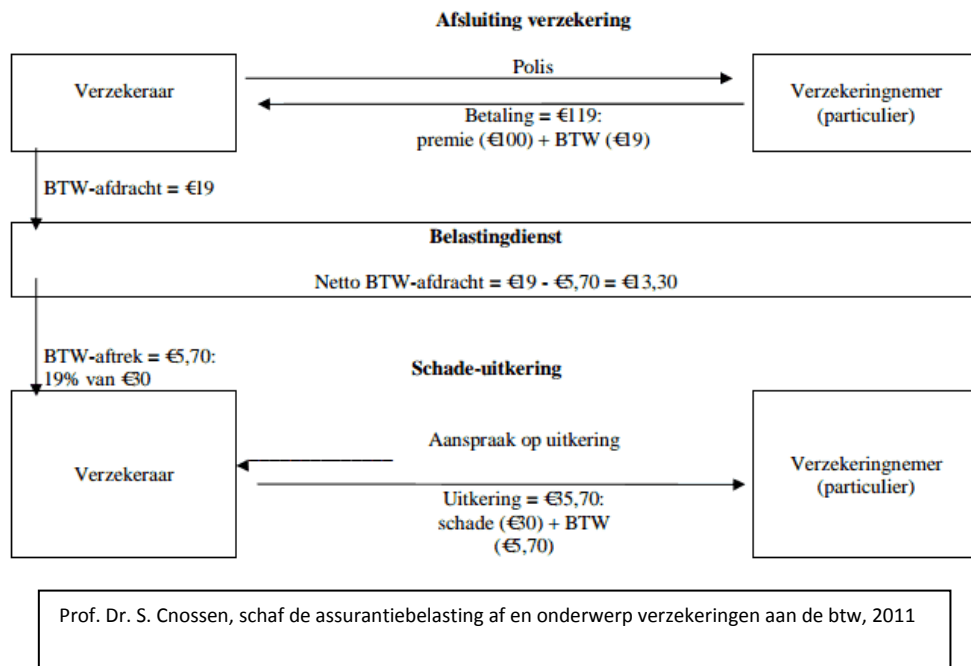 Afsluiting verzekering
Verzekeraar
Polis
Verzekeringnemer
(particulier)
Betaling = €119:
premie (€100) + BTW (€19)
BTW-afdracht = €19
Belastingdienst
Netto BTW-afdracht = €19 - €5,70 = €13,30
BTW-aftrek = €5,70:
19% van €30
Schade-uitkering
Verzekeraar
Aanspraak op uitkering
Verzekeringnemer
(particulier)
Uitkering = €35,70:
schade (€30) + BTW
(€5,70)
Prof. Dr. S. Cnossen, schaf de assurantiebelasting af en onderwerp verzekeringen aan de btw, 2011